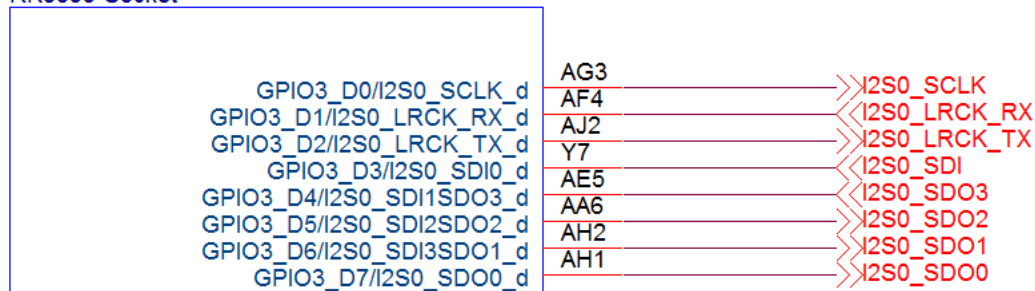 GPIO3_D0/I2S0_SCLK_d AG3 I2S0_SCLK
GPIO3_D1/I2S0_LRCK_RX_d AF4 I2S0_LRCK_RX
GPIO3_D2/I2S0_LRCK_TX_d AJ2 I2S0_LRCK_TX
GPIO3_D3/I2S0_SDI0_d Y7 I2S0_SDI
GPIO3_D4/I2S0_SDI1SDO3_d AE5 I2S0_SDO3
GPIO3_D5/I2S0_SDI2SDO2_d AA6 I2S0_SDO2
GPIO3_D6/I2S0_SDI3SDO1_d AH2 I2S0_SDO1
GPIO3_D7/I2S0_SDO0_d AH1 I2S0_SDO0